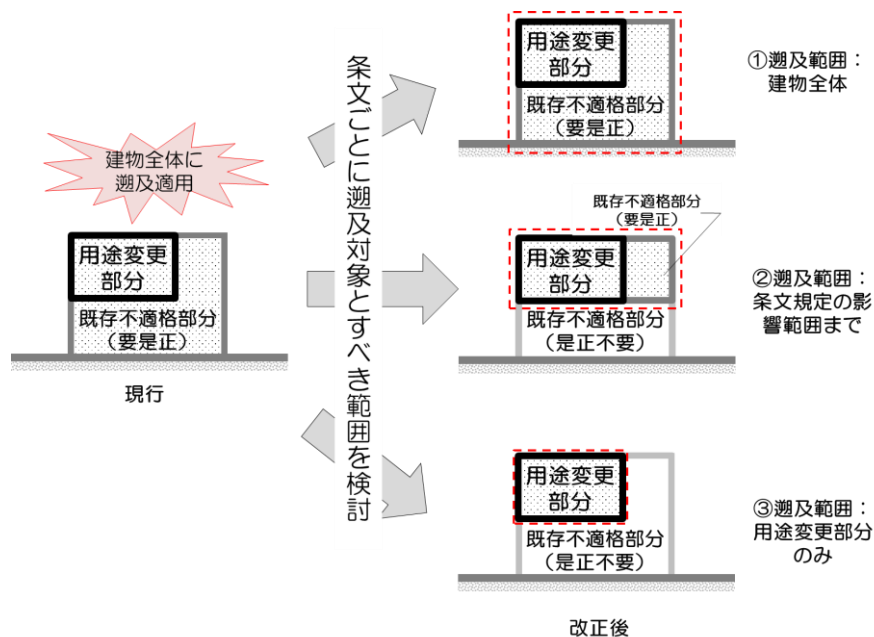 建物全体に
遡及適用
用途変更
部分
既存不適格部分
(要是正)
現行
条文ごとに遡及対象とすべき範囲を検討
用途変更
部分
既存不適格部分
(要是正)
①遡及範囲:
建物全体
既存不適格部分
(要是正)
用途変更
部分
既存不適格部分
(是正不要)
②遡及範囲:
条文規定の影
響範囲まで
用途変更
部分
既存不適格部分
(是正不要)
③遡及範囲:
用途変更部分
のみ
改正後